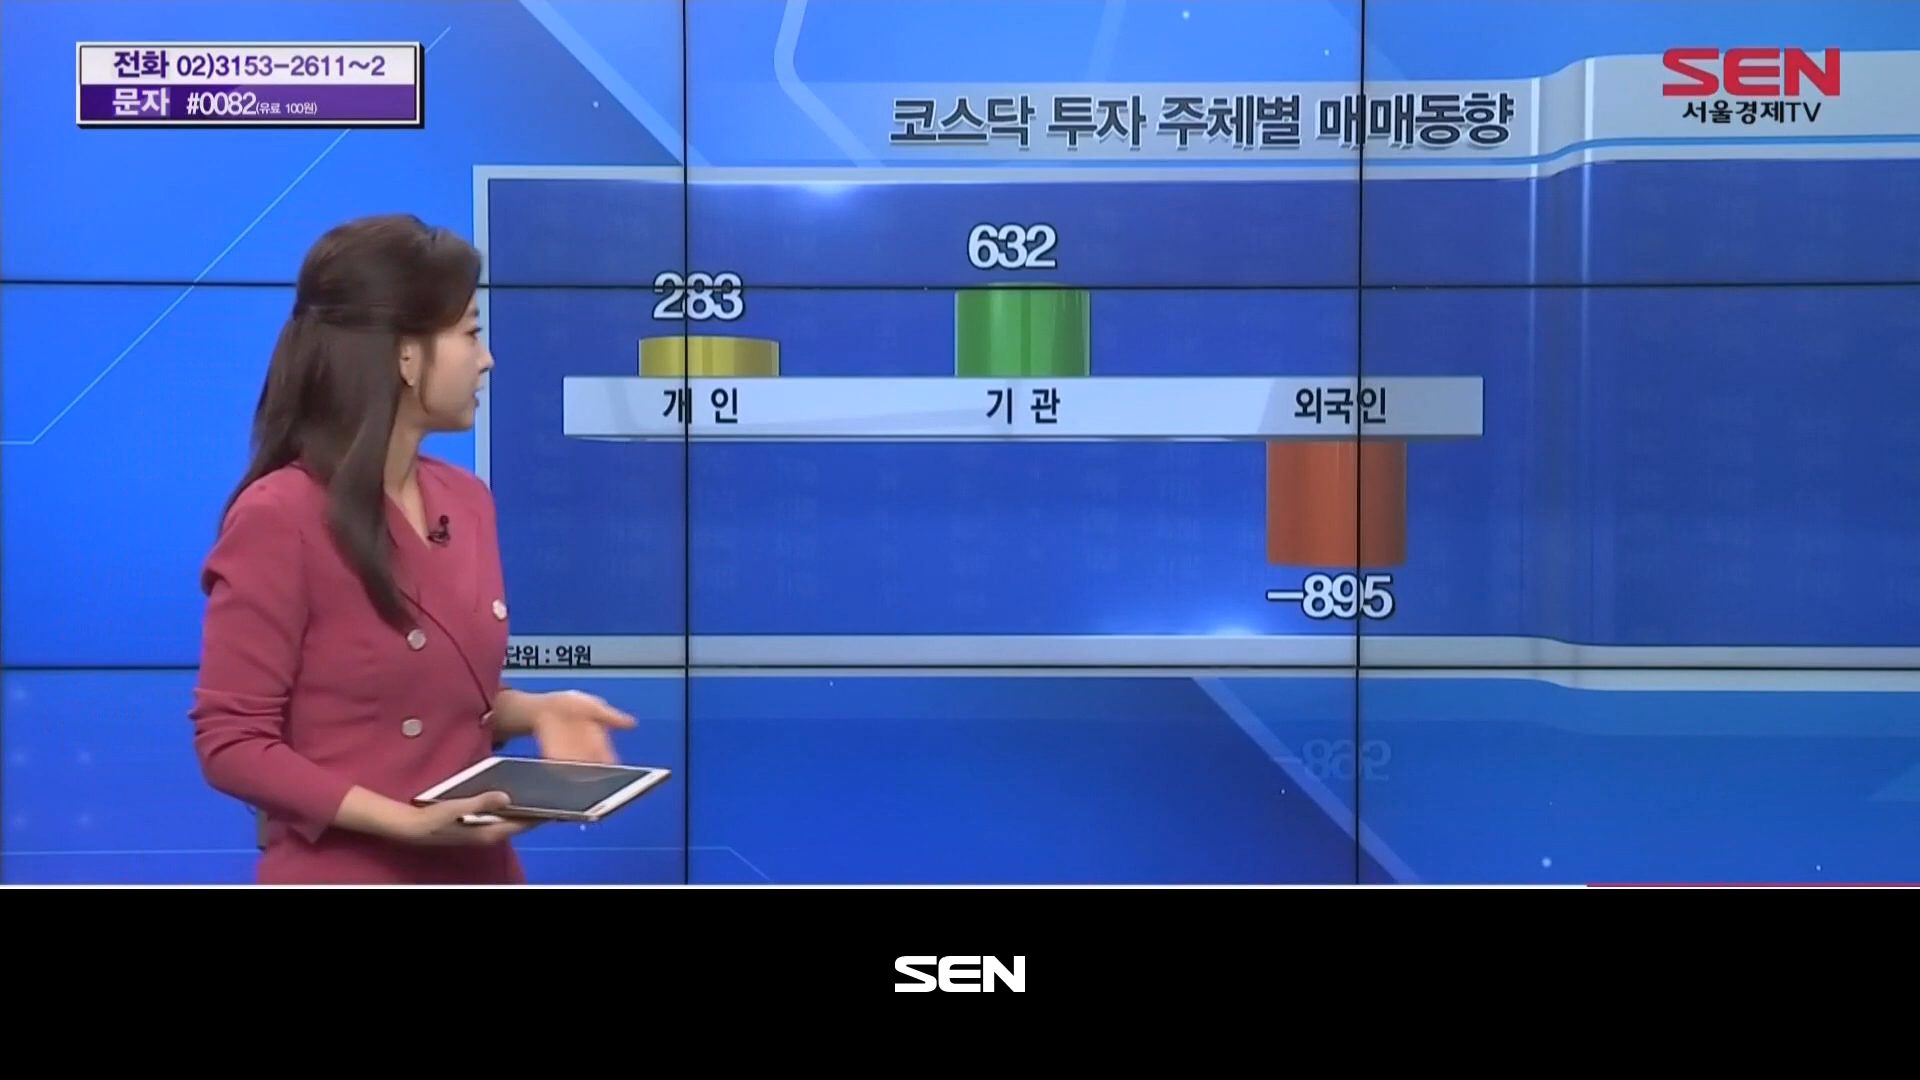 전화 02)3153-2611~2
문자 #0082(유료 100원)
SEN
서울경제TV
코스닥 투자 주체별 매매동향
283
632
개 인
기 관
외국인
-895
단위 : 억원
SEN